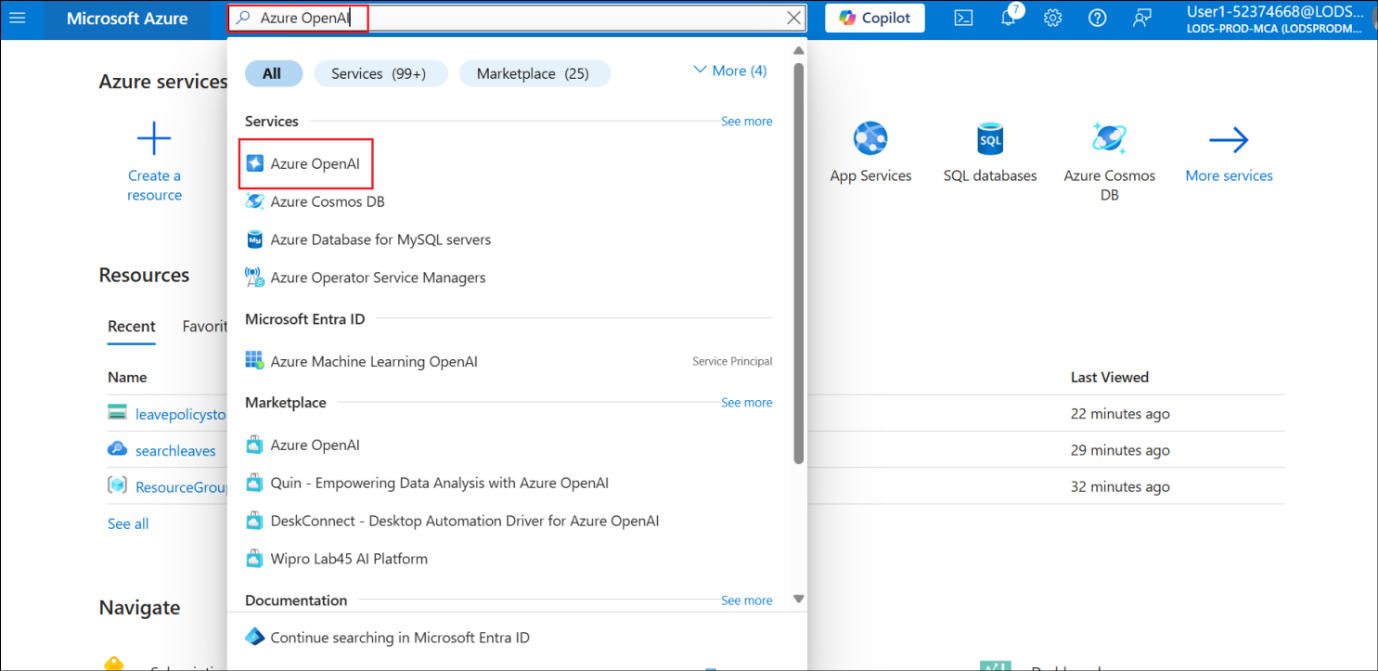 Microsoft Azure
Azure OpenAI
Copilot
7
User1-52374668@LODS...
LODS-PROD-MCA (LODSPRODM...
Azure services
Create a
resource
All
Services (99+)
Marketplace (25)
More (4)
Services
See more
Azure OpenAI
Azure Cosmos DB
Azure Database for MySQL servers
My
Azure Operator Service Managers
Microsoft Entra ID
Azure Machine Learning OpenAI
Service Principal
Marketplace
See more
Azure OpenAI
Quin - Empowering Data Analysis with Azure OpenAI
DeskConnect - Desktop Automation Driver for Azure OpenAI
Wipro Lab45 AI Platform
Documentation
See more
Continue searching in Microsoft Entra ID
App Services
SQL
SQL databases
Azure Cosmos
DB
More services
Resources
Recent
Favorit
Name
Last Viewed
leavepolicysto
22 minutes ago
searchleaves
29 minutes ago
ResourceGroup
32 minutes ago
See all
Navigate